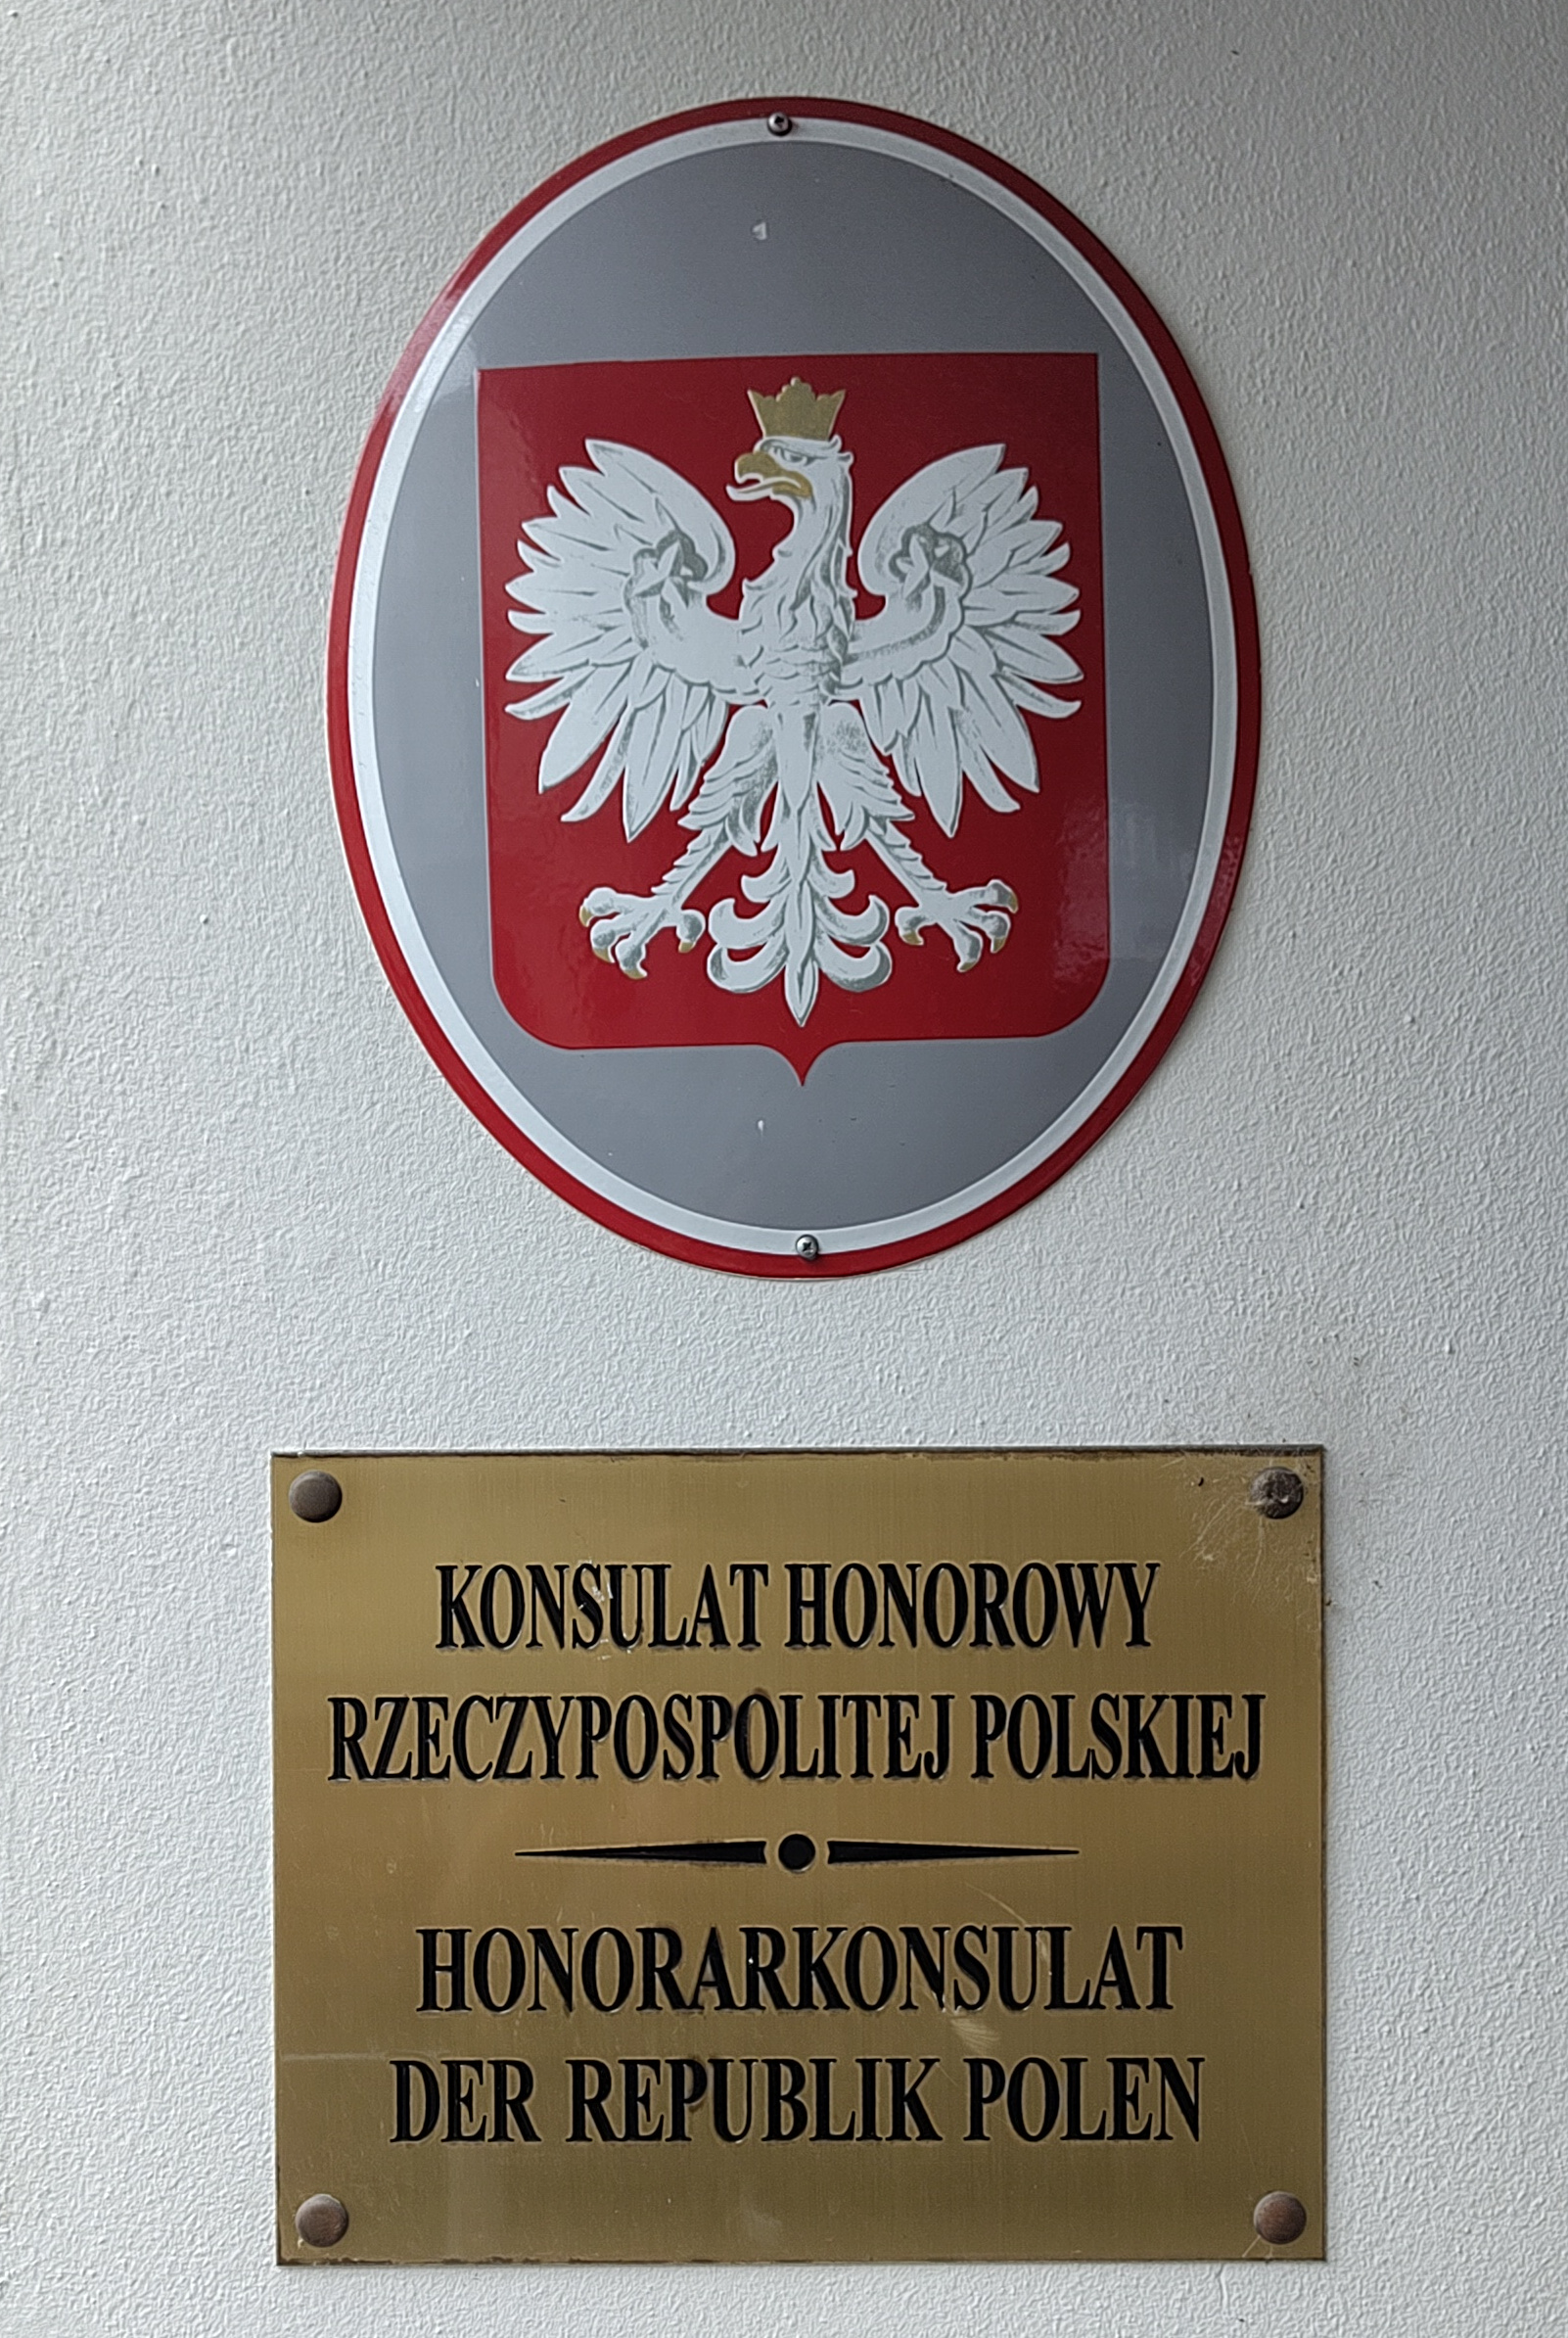 KONSULAT HONOROWY
RZECZYPOSPOLITEJ POLSKIEJ
HONORARKONSULAT
DER REPUBLIK POLEN